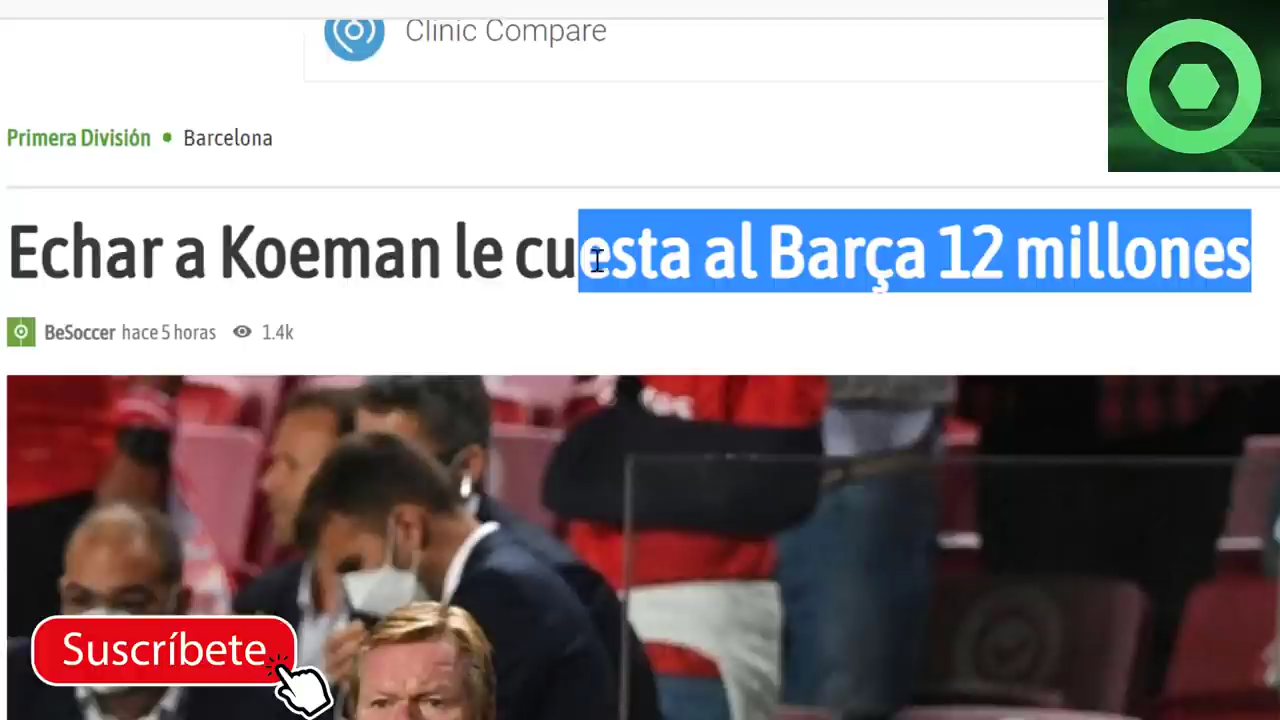 Clinic Compare
Primera División • Barcelona
Echar a Koeman le cuesta al Barça 12 millones
BeSoccer hace 5 horas 1.4k
Suscríbete